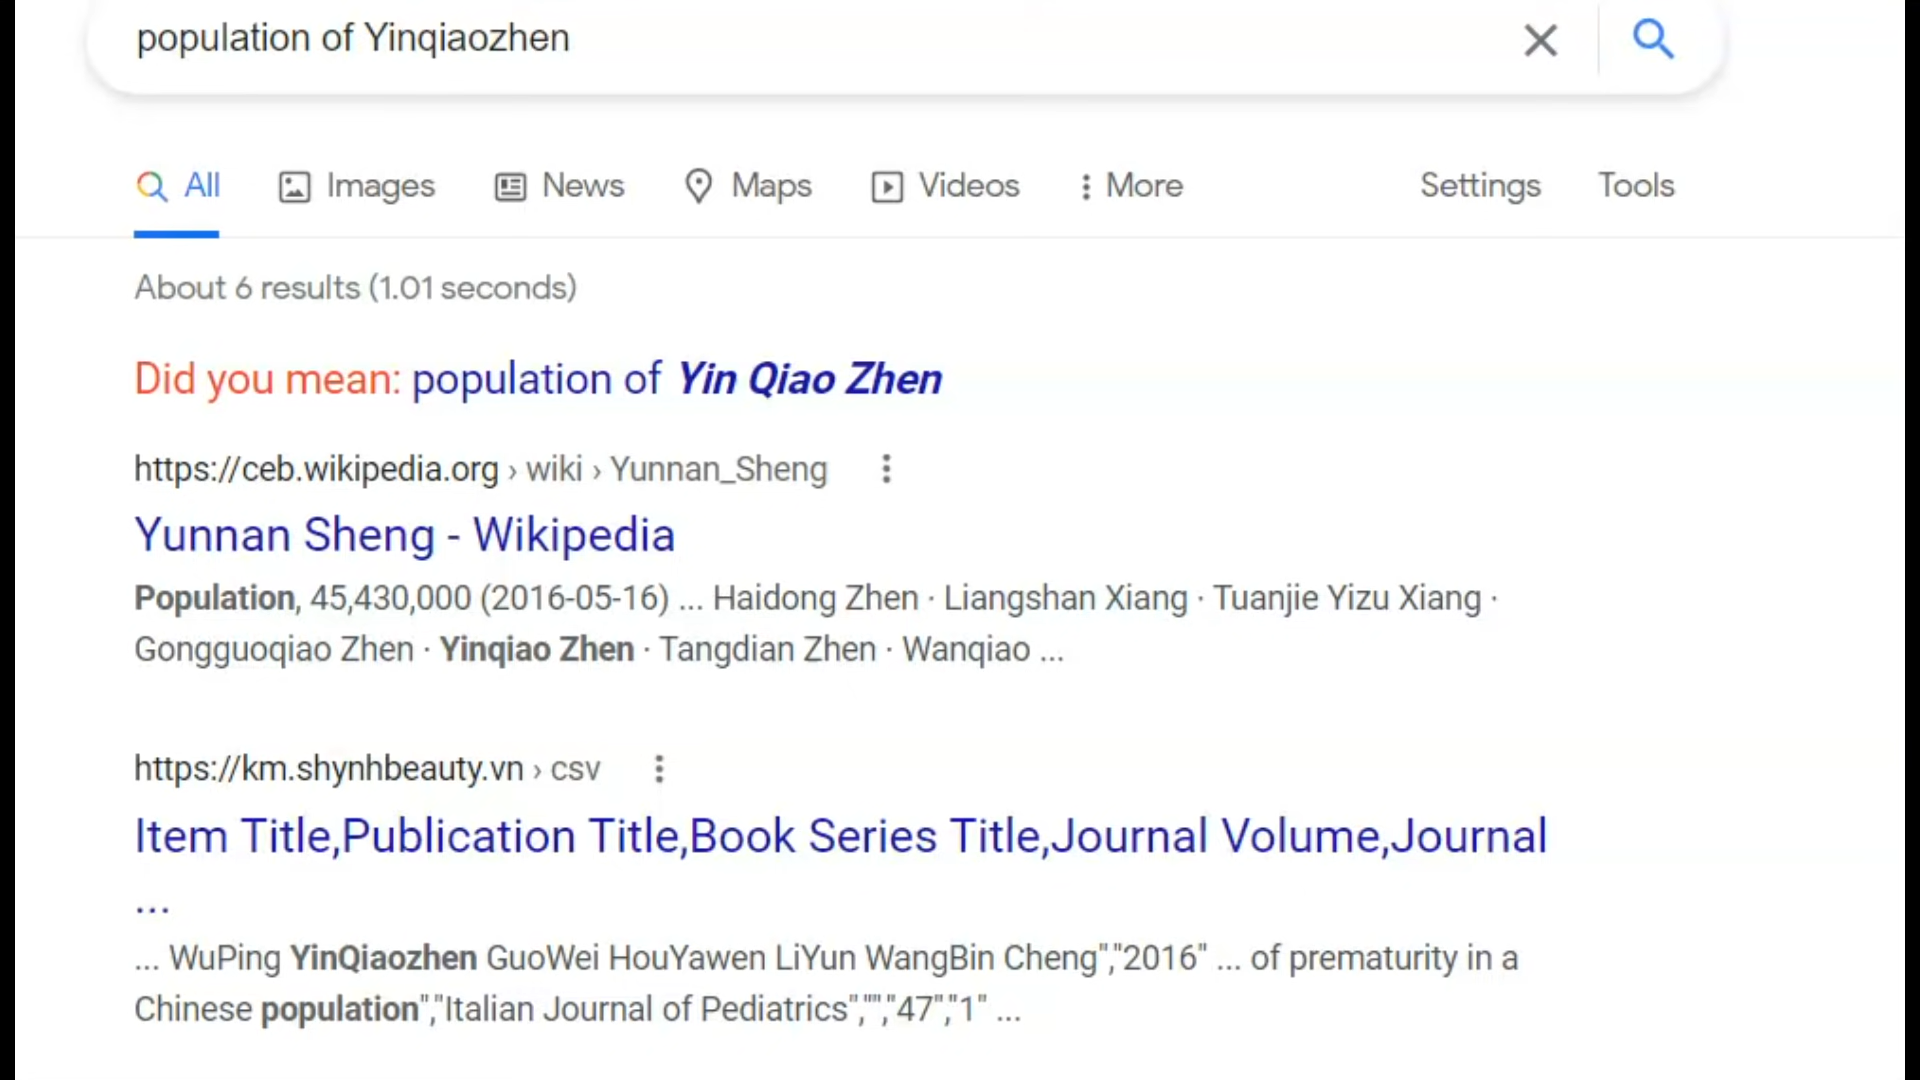 population of Yinqiaozhen
All Images News Maps Videos More Settings Tools
About 6 results (1.01 seconds)
Did you mean: population of Yin Qiao Zhen
https://ceb.wikipedia.org › wiki › Yunnan_Sheng
Yunnan Sheng - Wikipedia
Population, 45,430,000 (2016-05-16) ... Haidong Zhen · Liangshan Xiang · Tuanjie Yizu Xiang ·
Gongguoqiao Zhen · Yinqiao Zhen · Tangdian Zhen · Wanqiao ...
https://km.shynhbeauty.vn › csv
Item Title,Publication Title,Book Series Title,Journal Volume,Journal
...
... WuPing YinQiaozhen GuoWei HouYawen LiYun WangBin Cheng","2016" ... of prematurity in a
Chinese population","Italian Journal of Pediatrics","","47","1" ...